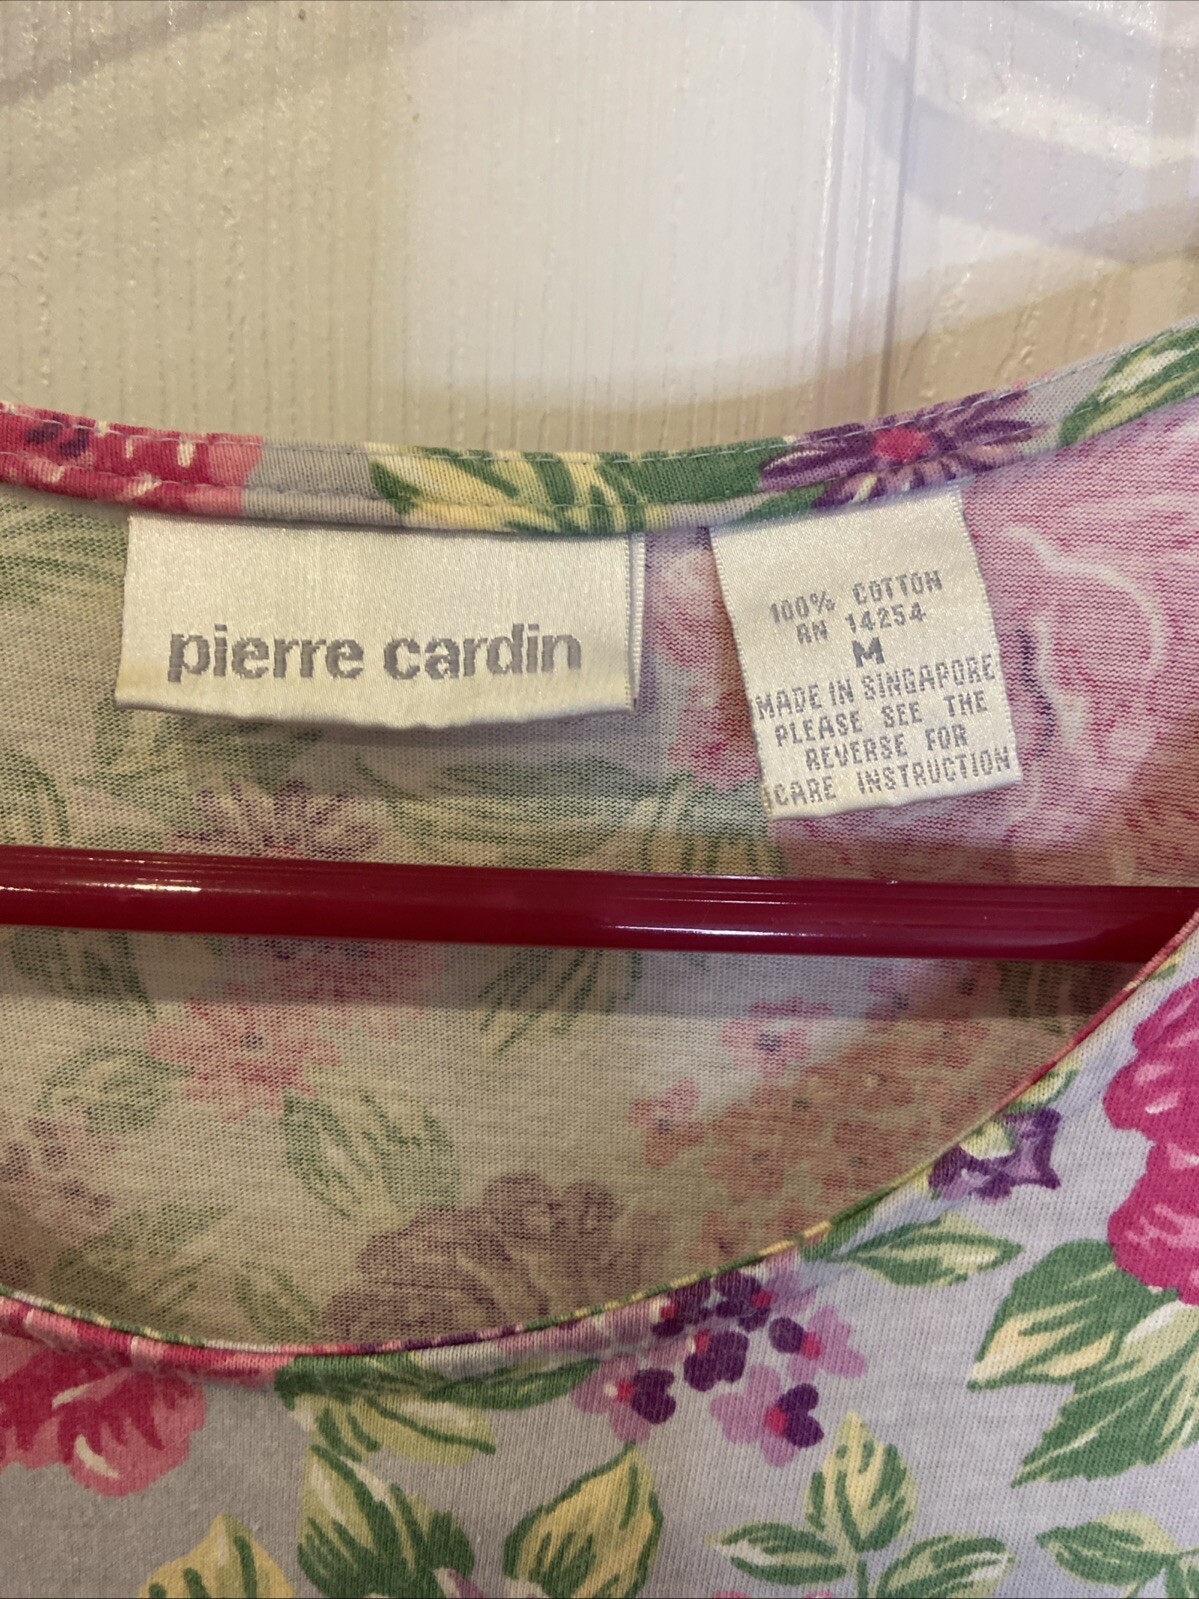 pierre cardin
100% COTTON
RN 14254
M
MADE IN SINGAPORE
PLEASE SEE THE
REVERSE FOR
CARE INSTRUCTION